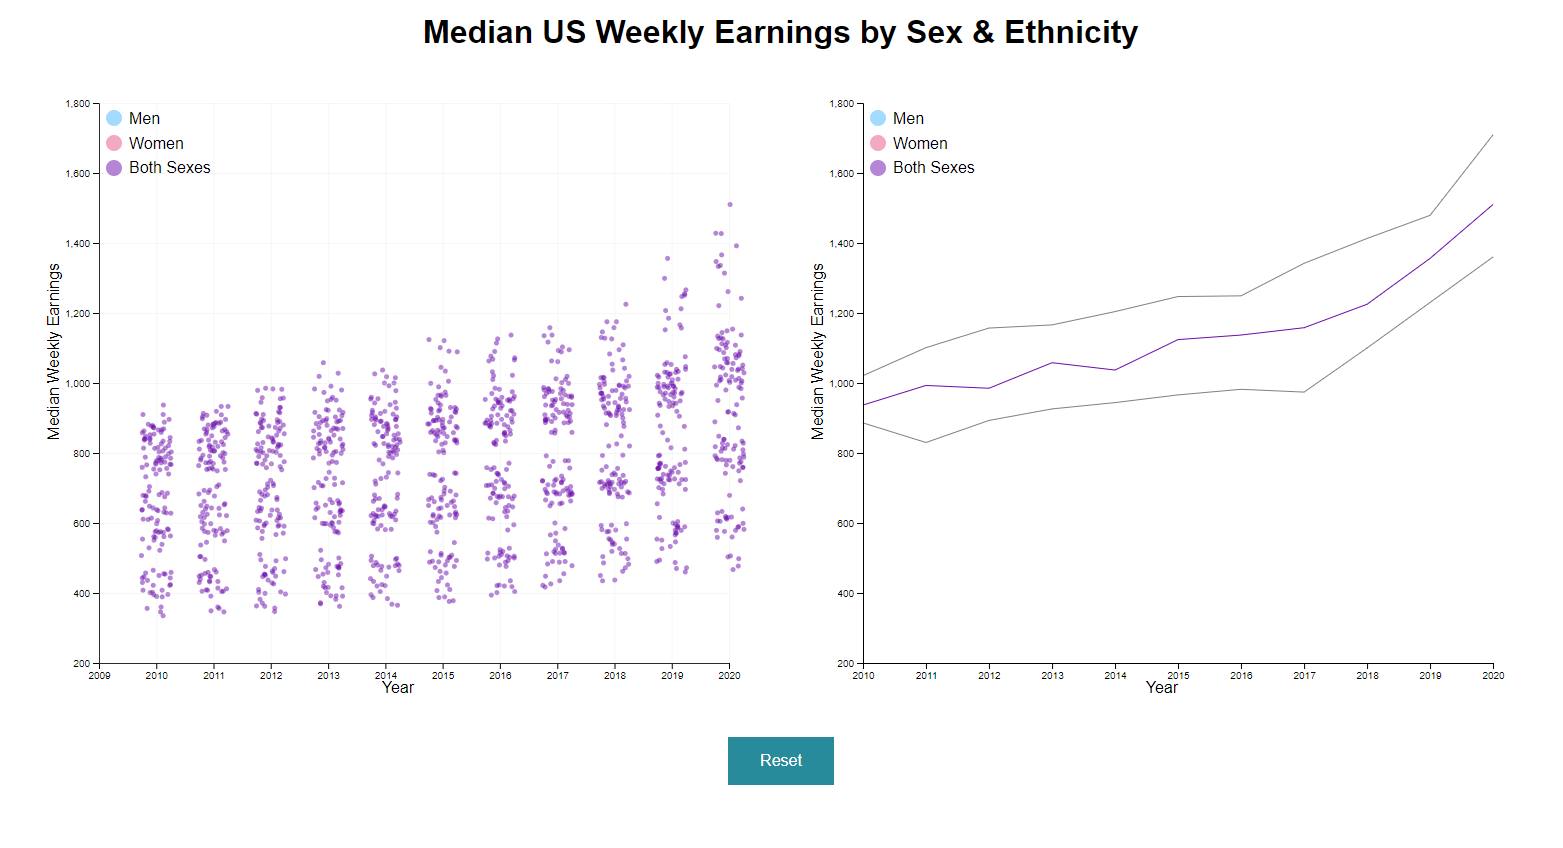 Median US Weekly Earnings by Sex & Ethnicity
1,800
1,600
1,400
1,200
1,000
800
600
400
200
Median Weekly Earnings
Men
Women
Both Sexes
2009 2010 2011 2012 2013 2014 2015 2016 2017 2018 2019 2020
Year
1,800
1,600
1,400
1,200
1,000
800
600
400
200
Median Weekly Earnings
Men
Women
Both Sexes
2010 2011 2012 2013 2014 2015 2016 2017 2018 2019 2020
Year
Reset